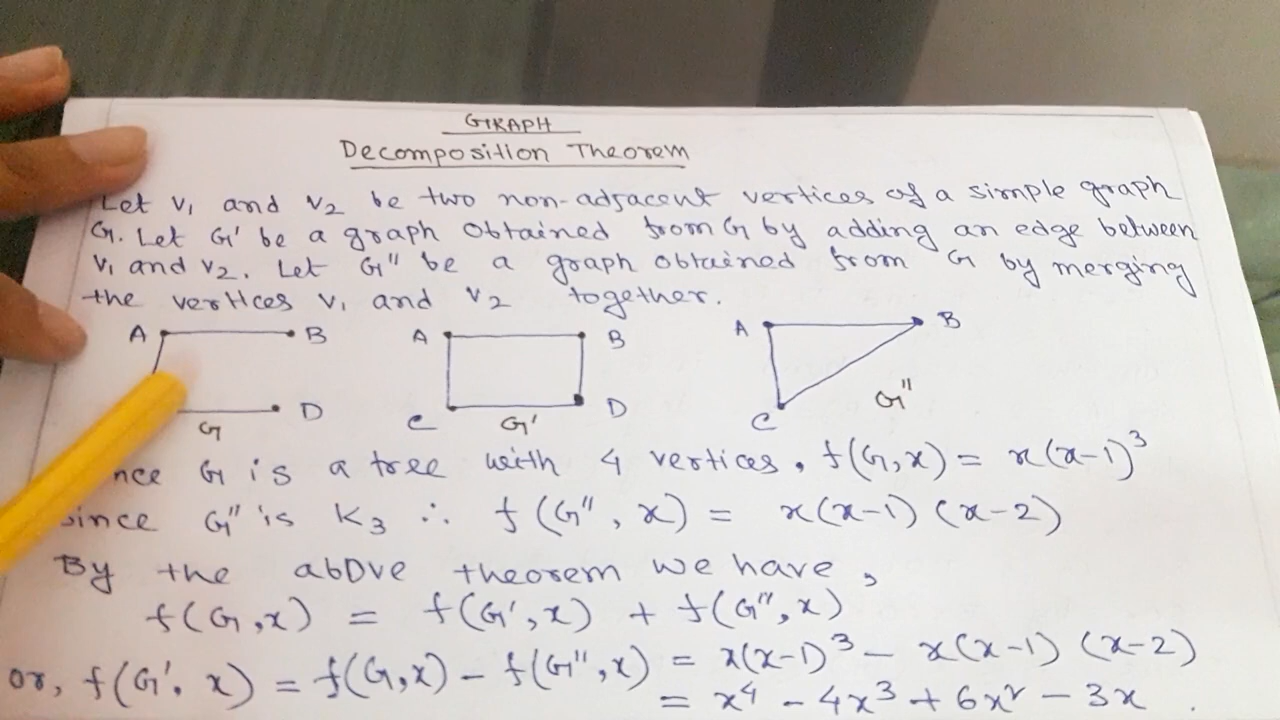 GRAPH
Decomposition Theorem
Let v₁ and v₂ be two non-adjacent vertices of a simple graph
G. Let G' be a graph obtained from G by adding an edge between
v₁ and v₂. Let G" be a graph obtained from G by merging
the vertices v₁ and v₂ together.
A B A B A B
D C D C
G G' G"
nce G is a tree with 4 vertices. f(G,x) = x(x-1)³
since G" is K₃ ∴ f(G", x) = x(x-1) (x-2)
By the above theorem we have,
f(G,x) = f(G',x) + f(G",x)
or, f(G'. x) = f(G,x) - f(G",x) = x(x-1)³ - x(x-1) (x-2)
= x⁴ - 4x³ + 6x² - 3x .